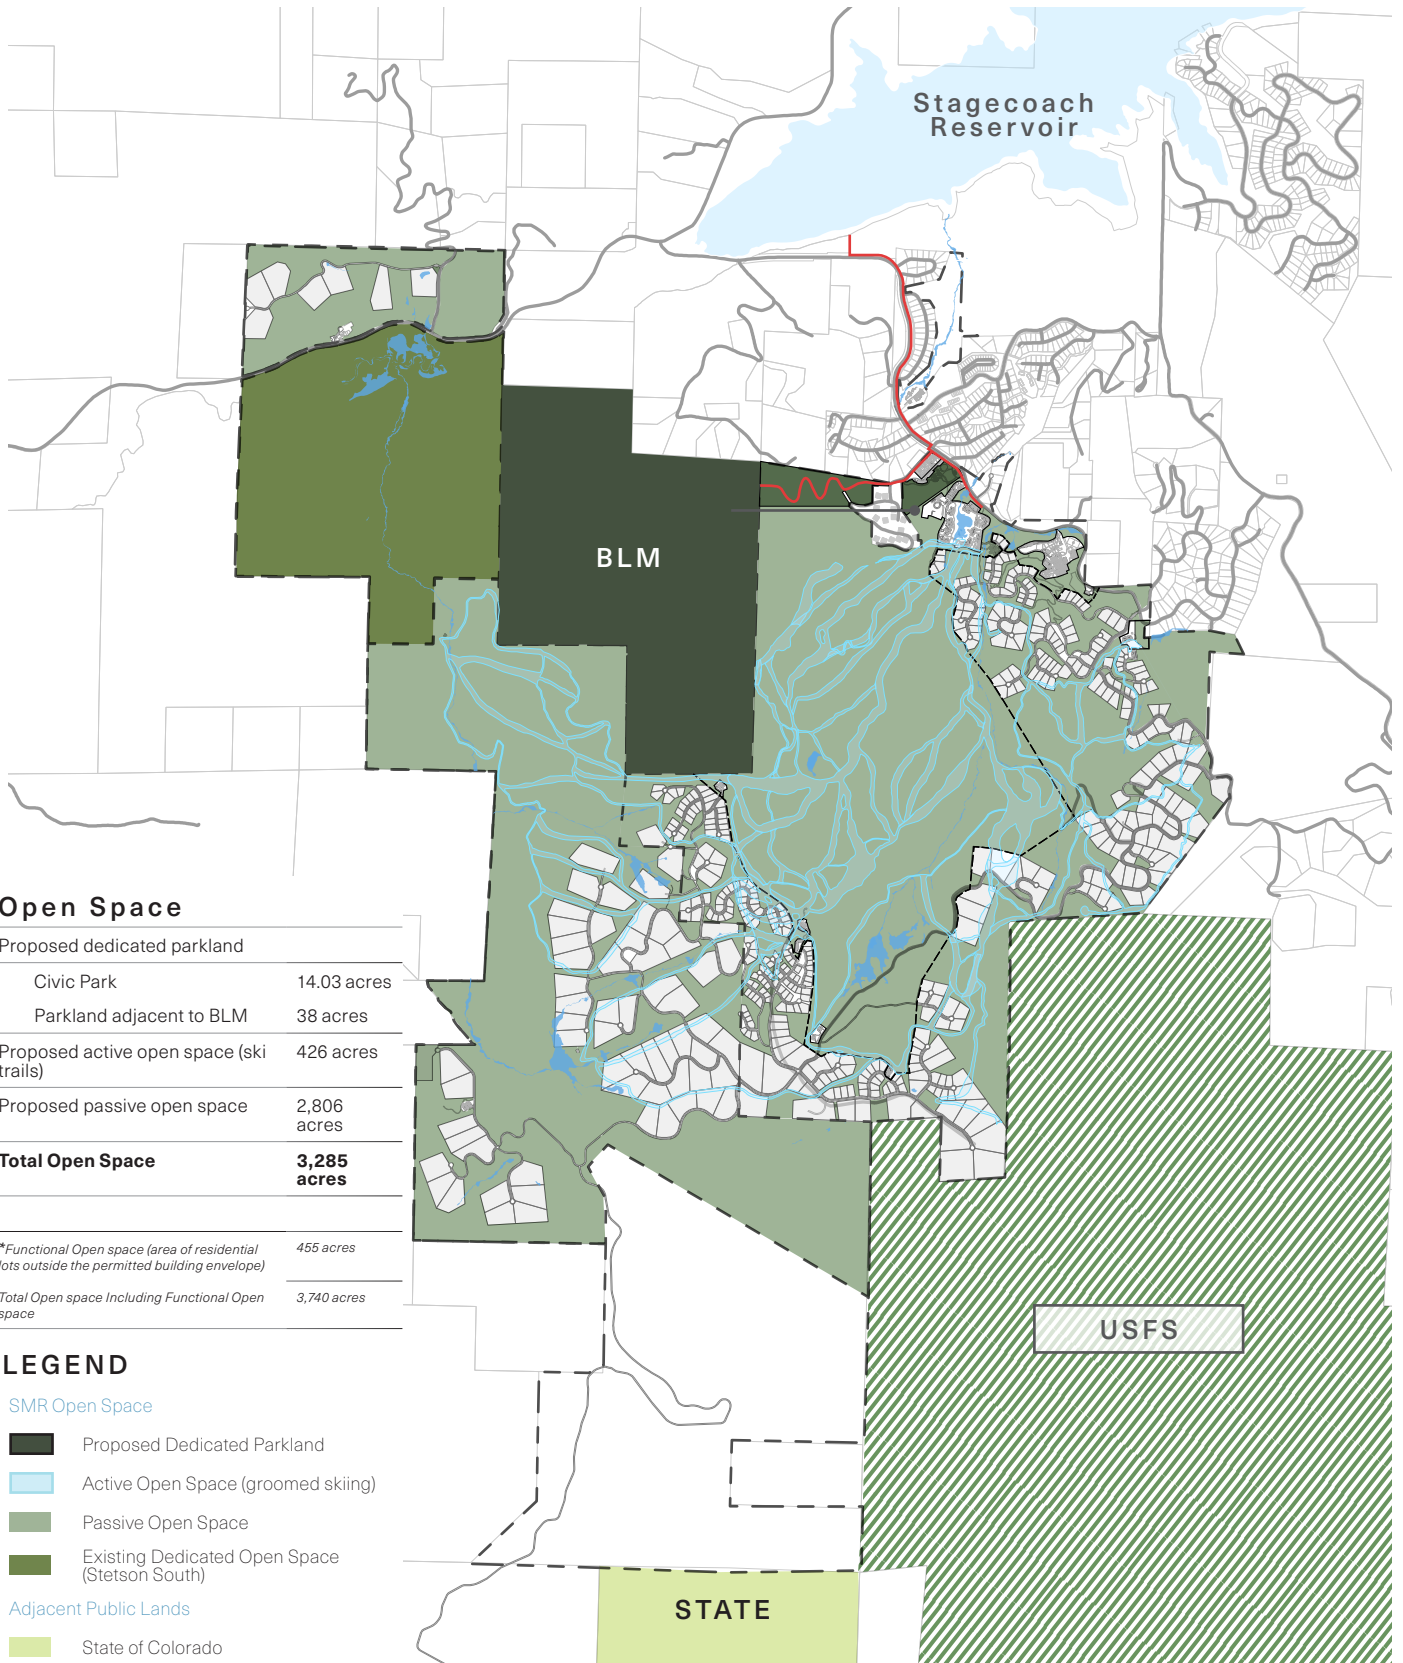 Stagecoach
Reservoir
BLM
Open Space
Proposed dedicated parkland
Civic Park 14.03 acres
Parkland adjacent to BLM 38 acres
Proposed active open space (ski 426 acres
trails)
Proposed passive open space 2,806
acres
Total Open Space 3,285
acres
*Functional Open space (area of residential 455 acres
lots outside the permitted building envelope)
Total Open space Including Functional Open 3,740 acres
space
USFS
LEGEND
SMR Open Space
Proposed Dedicated Parkland
Active Open Space (groomed skiing)
Passive Open Space
Existing Dedicated Open Space
(Stetson South)
Adjacent Public Lands
State of Colorado
STATE